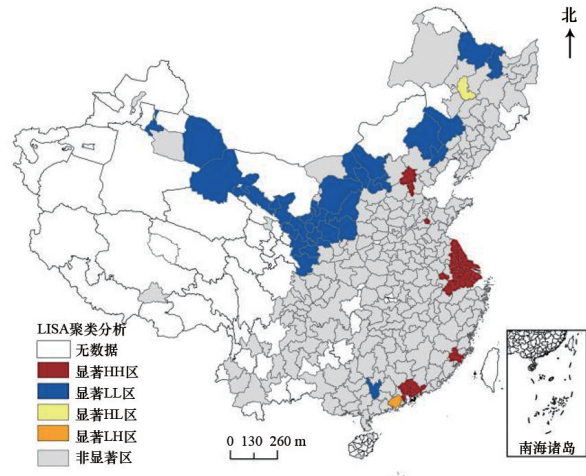 北
LISA聚类分析
无数据
显著HH区
显著LL区
显著HL区
显著LH区
非显著区
0 130 260 m
南海诸岛